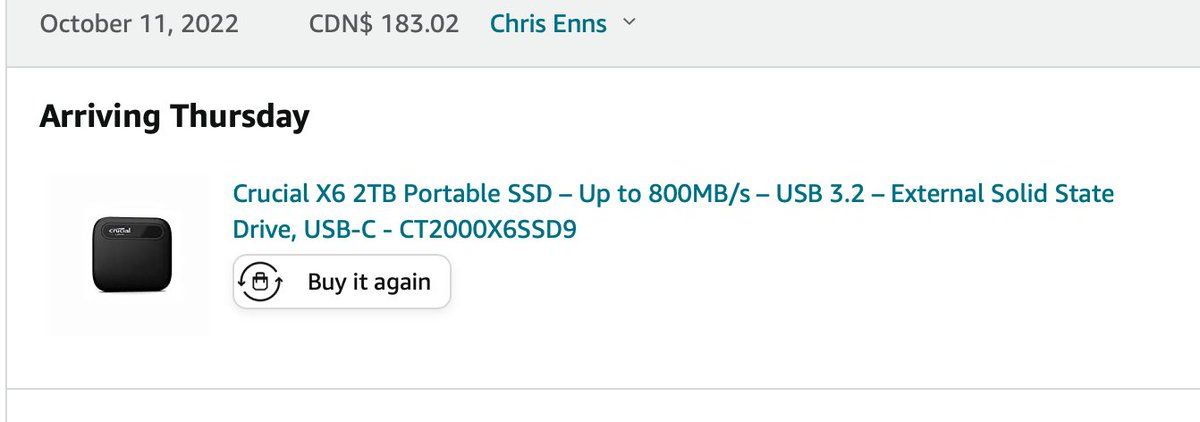 October 11, 2022 CDN$ 183.02 Chris Enns
Arriving Thursday
crucial
Crucial X6 2TB Portable SSD – Up to 800MB/s – USB 3.2 – External Solid State
Drive, USB-C - CT2000X6SSD9
Buy it again